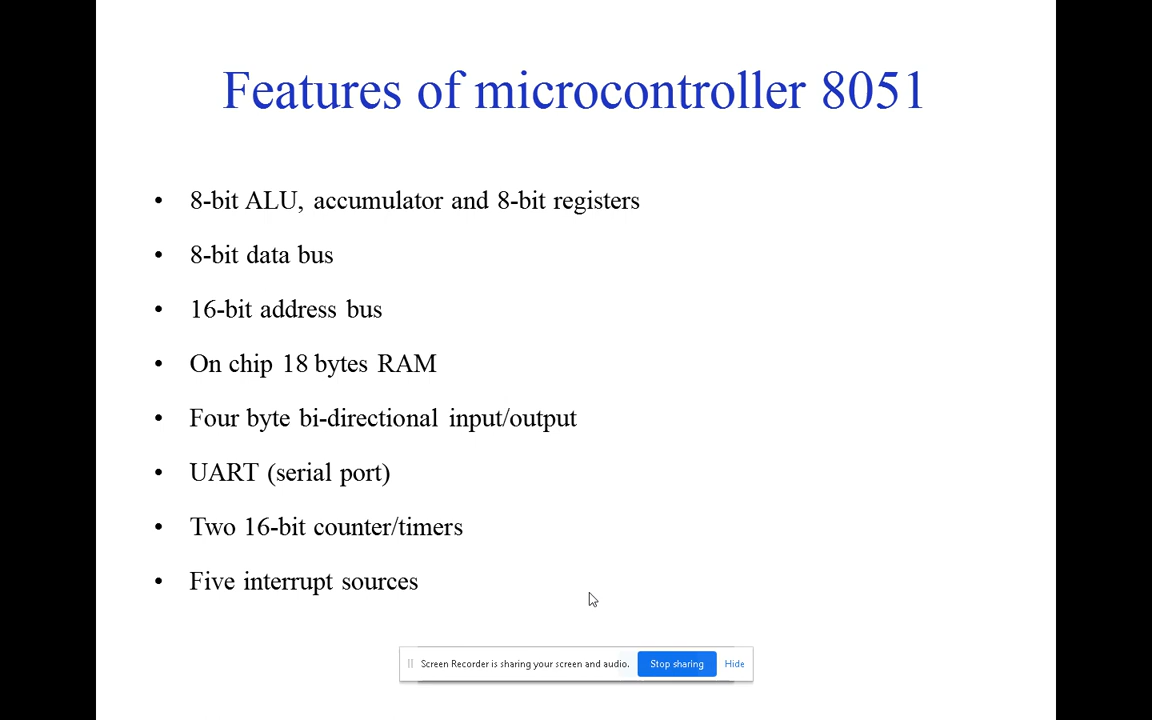 Features of microcontroller 8051
• 8-bit ALU, accumulator and 8-bit registers
• 8-bit data bus
• 16-bit address bus
• On chip 18 bytes RAM
• Four byte bi-directional input/output
• UART (serial port)
• Two 16-bit counter/timers
• Five interrupt sources
Screen Recorder is sharing your screen and audio. Stop sharing Hide